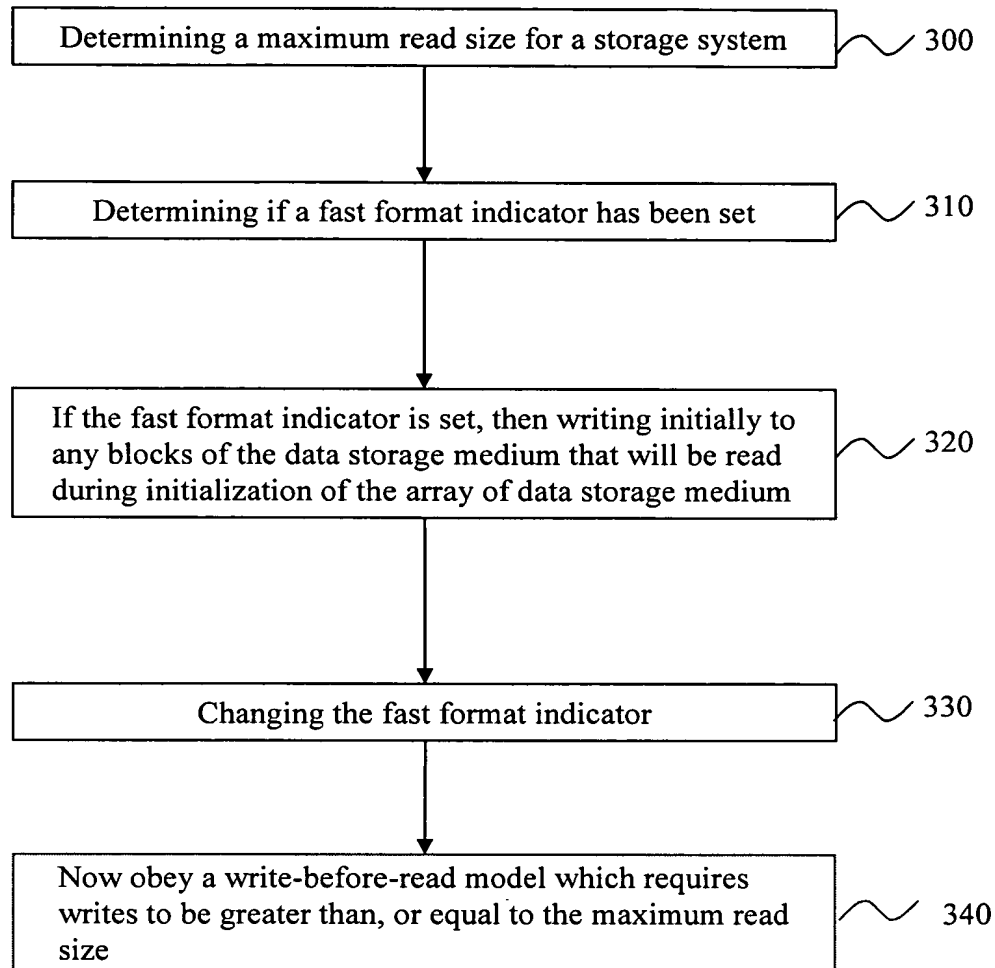 Determining a maximum read size for a storage system
300
Determining if a fast format indicator has been set
310
If the fast format indicator is set, then writing initially to
any blocks of the data storage medium that will be read
during initialization of the array of data storage medium
320
Changing the fast format indicator
330
Now obey a write-before-read model which requires
writes to be greater than, or equal to the maximum read
size
340